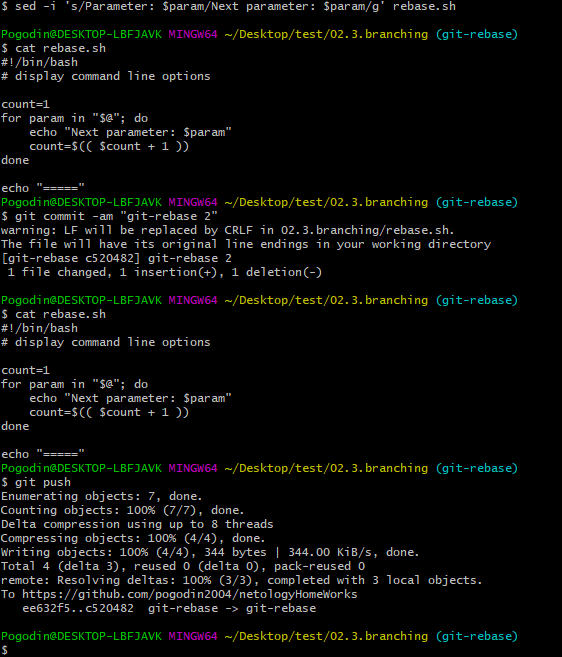 $ sed -i 's/Parameter: $param/Next parameter: $param/g' rebase.sh
Pogodin@DESKTOP-LBFJAVK MINGW64 ~/Desktop/test/02.3.branching (git-rebase)
$ cat rebase.sh
#!/bin/bash
# display command line options
count=1
for param in "$@"; do
    echo "Next parameter: $param"
    count=$(( $count + 1 ))
done
echo "====="
Pogodin@DESKTOP-LBFJAVK MINGW64 ~/Desktop/test/02.3.branching (git-rebase)
$ git commit -am "git-rebase 2"
warning: LF will be replaced by CRLF in 02.3.branching/rebase.sh.
The file will have its original line endings in your working directory
[git-rebase c520482] git-rebase 2
 1 file changed, 1 insertion(+), 1 deletion(-)
Pogodin@DESKTOP-LBFJAVK MINGW64 ~/Desktop/test/02.3.branching (git-rebase)
$ cat rebase.sh
#!/bin/bash
# display command line options
count=1
for param in "$@"; do
    echo "Next parameter: $param"
    count=$(( $count + 1 ))
done
echo "====="
Pogodin@DESKTOP-LBFJAVK MINGW64 ~/Desktop/test/02.3.branching (git-rebase)
$ git push
Enumerating objects: 7, done.
Counting objects: 100% (7/7), done.
Delta compression using up to 8 threads
Compressing objects: 100% (4/4), done.
Writing objects: 100% (4/4), 344 bytes | 344.00 KiB/s, done.
Total 4 (delta 3), reused 0 (delta 0), pack-reused 0
remote: Resolving deltas: 100% (3/3), completed with 3 local objects.
To https://github.com/pogodin2004/netologyHomeWorks
   ee632f5..c520482  git-rebase -> git-rebase
Pogodin@DESKTOP-LBFJAVK MINGW64 ~/Desktop/test/02.3.branching (git-rebase)
$